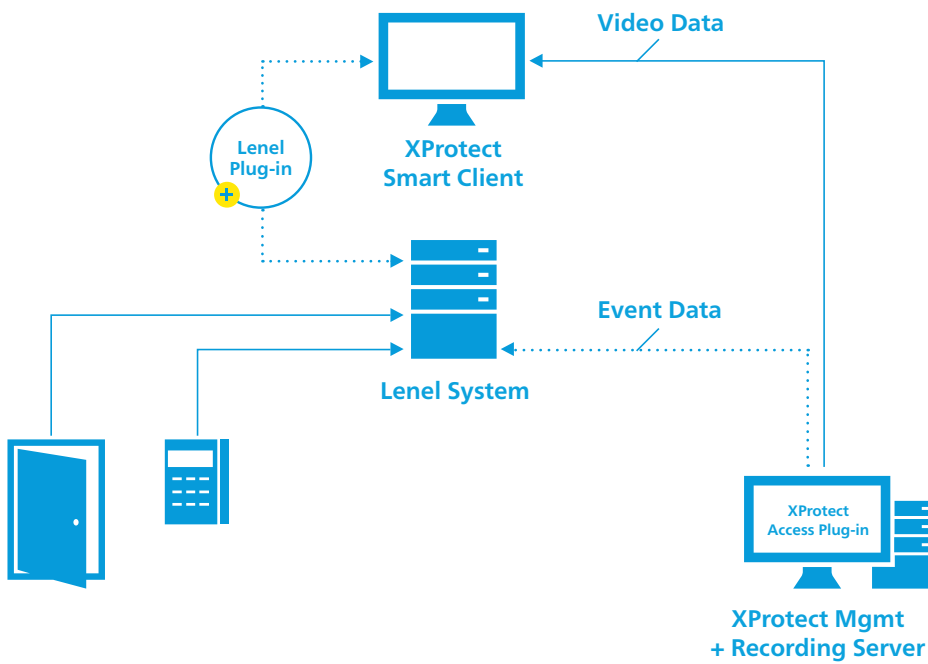 Video Data
Lenel
Plug-in
XProtect
Smart Client
Event Data
Lenel System
XProtect
Access Plug-in
XProtect Mgmt
+ Recording Server